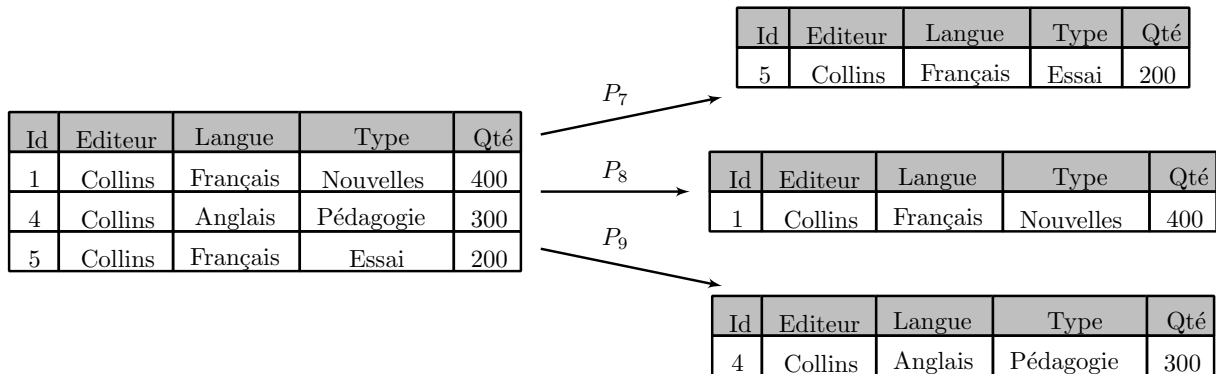 Id Editeur Langue Type Qté
5 Collins Français Essai 200
P7
Id Editeur Langue Type Qté
1 Collins Français Nouvelles 400
4 Collins Anglais Pédagogie 300
5 Collins Français Essai 200
P8
Id Editeur Langue Type Qté
1 Collins Français Nouvelles 400
P9
Id Editeur Langue Type Qté
4 Collins Anglais Pédagogie 300